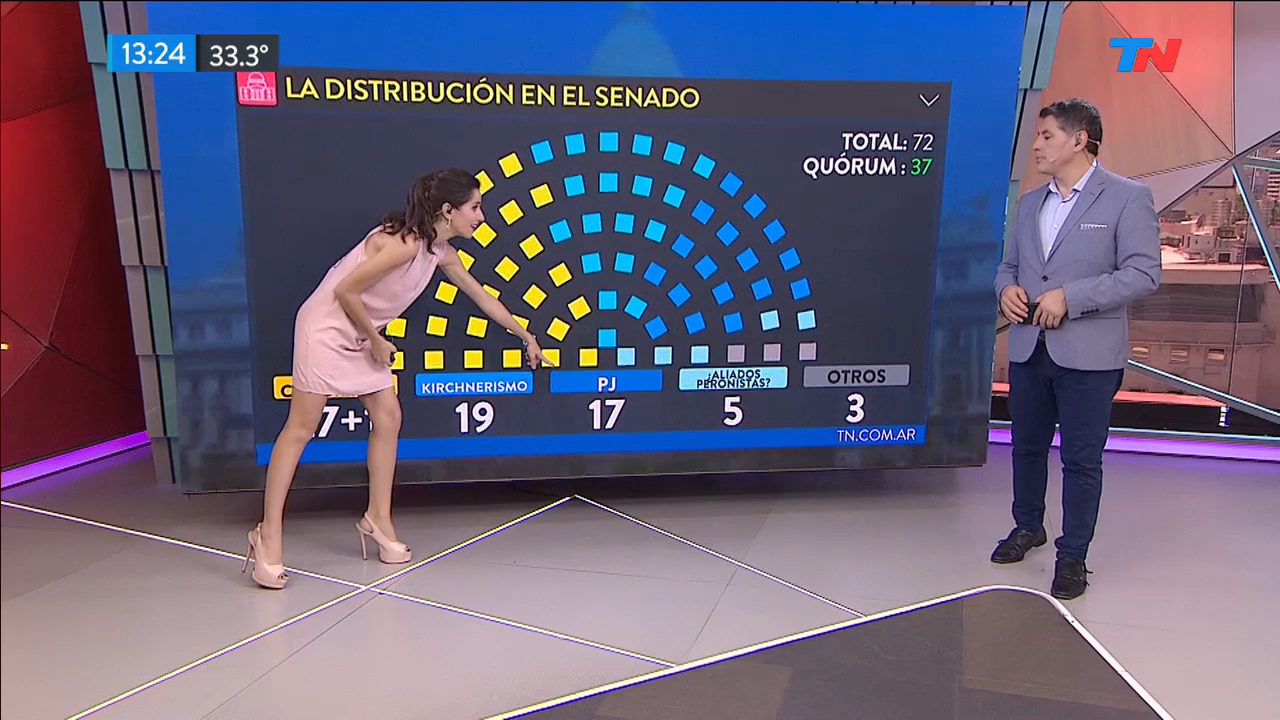 13:24 33.3°
TN
LA DISTRIBUCIÓN EN EL SENADO
TOTAL: 72
QUÓRUM : 37
KIRCHNERISMO
PJ
¿ALIADOS
PERONISTAS?
OTROS
19
17
5
3
TN.COM.AR